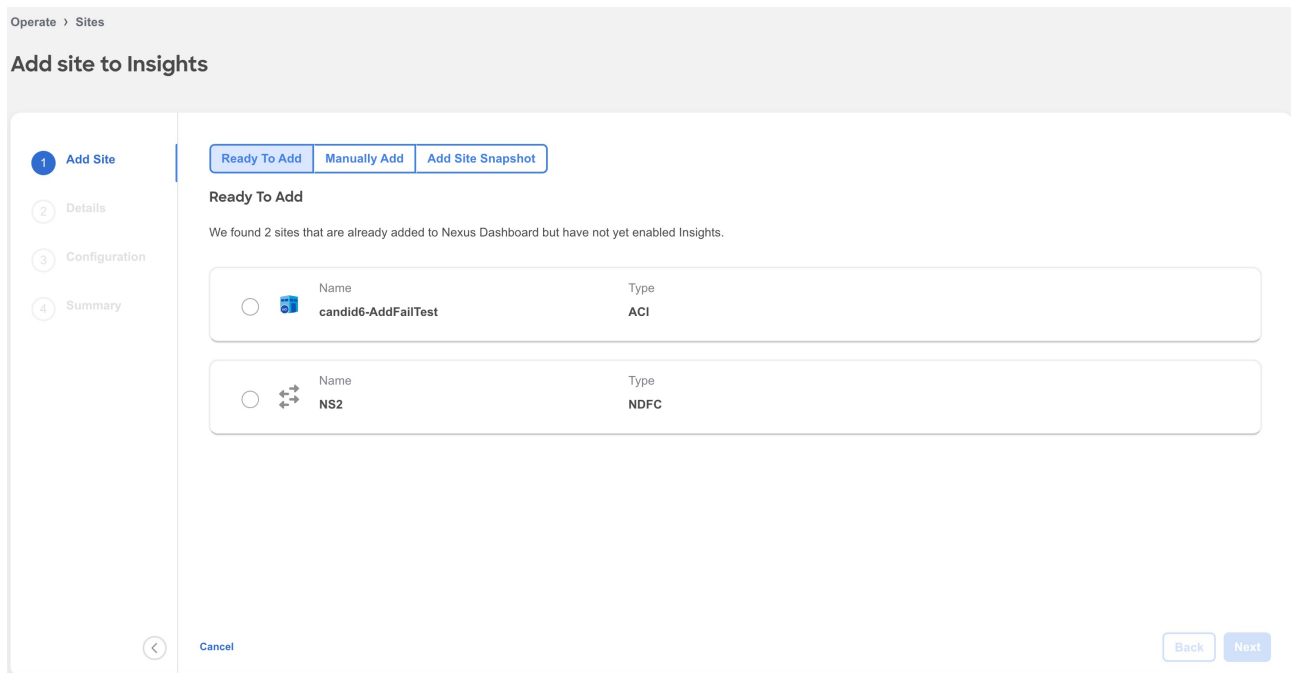 Operate > Sites
Add site to Insights
1 Add Site
2 Details
3 Configuration
4 Summary
Ready To Add Manually Add Add Site Snapshot
Ready To Add
We found 2 sites that are already added to Nexus Dashboard but have not yet enabled Insights.
Name Type
candid6-AddFailTest ACI
Name Type
NS2 NDFC
Cancel Back Next